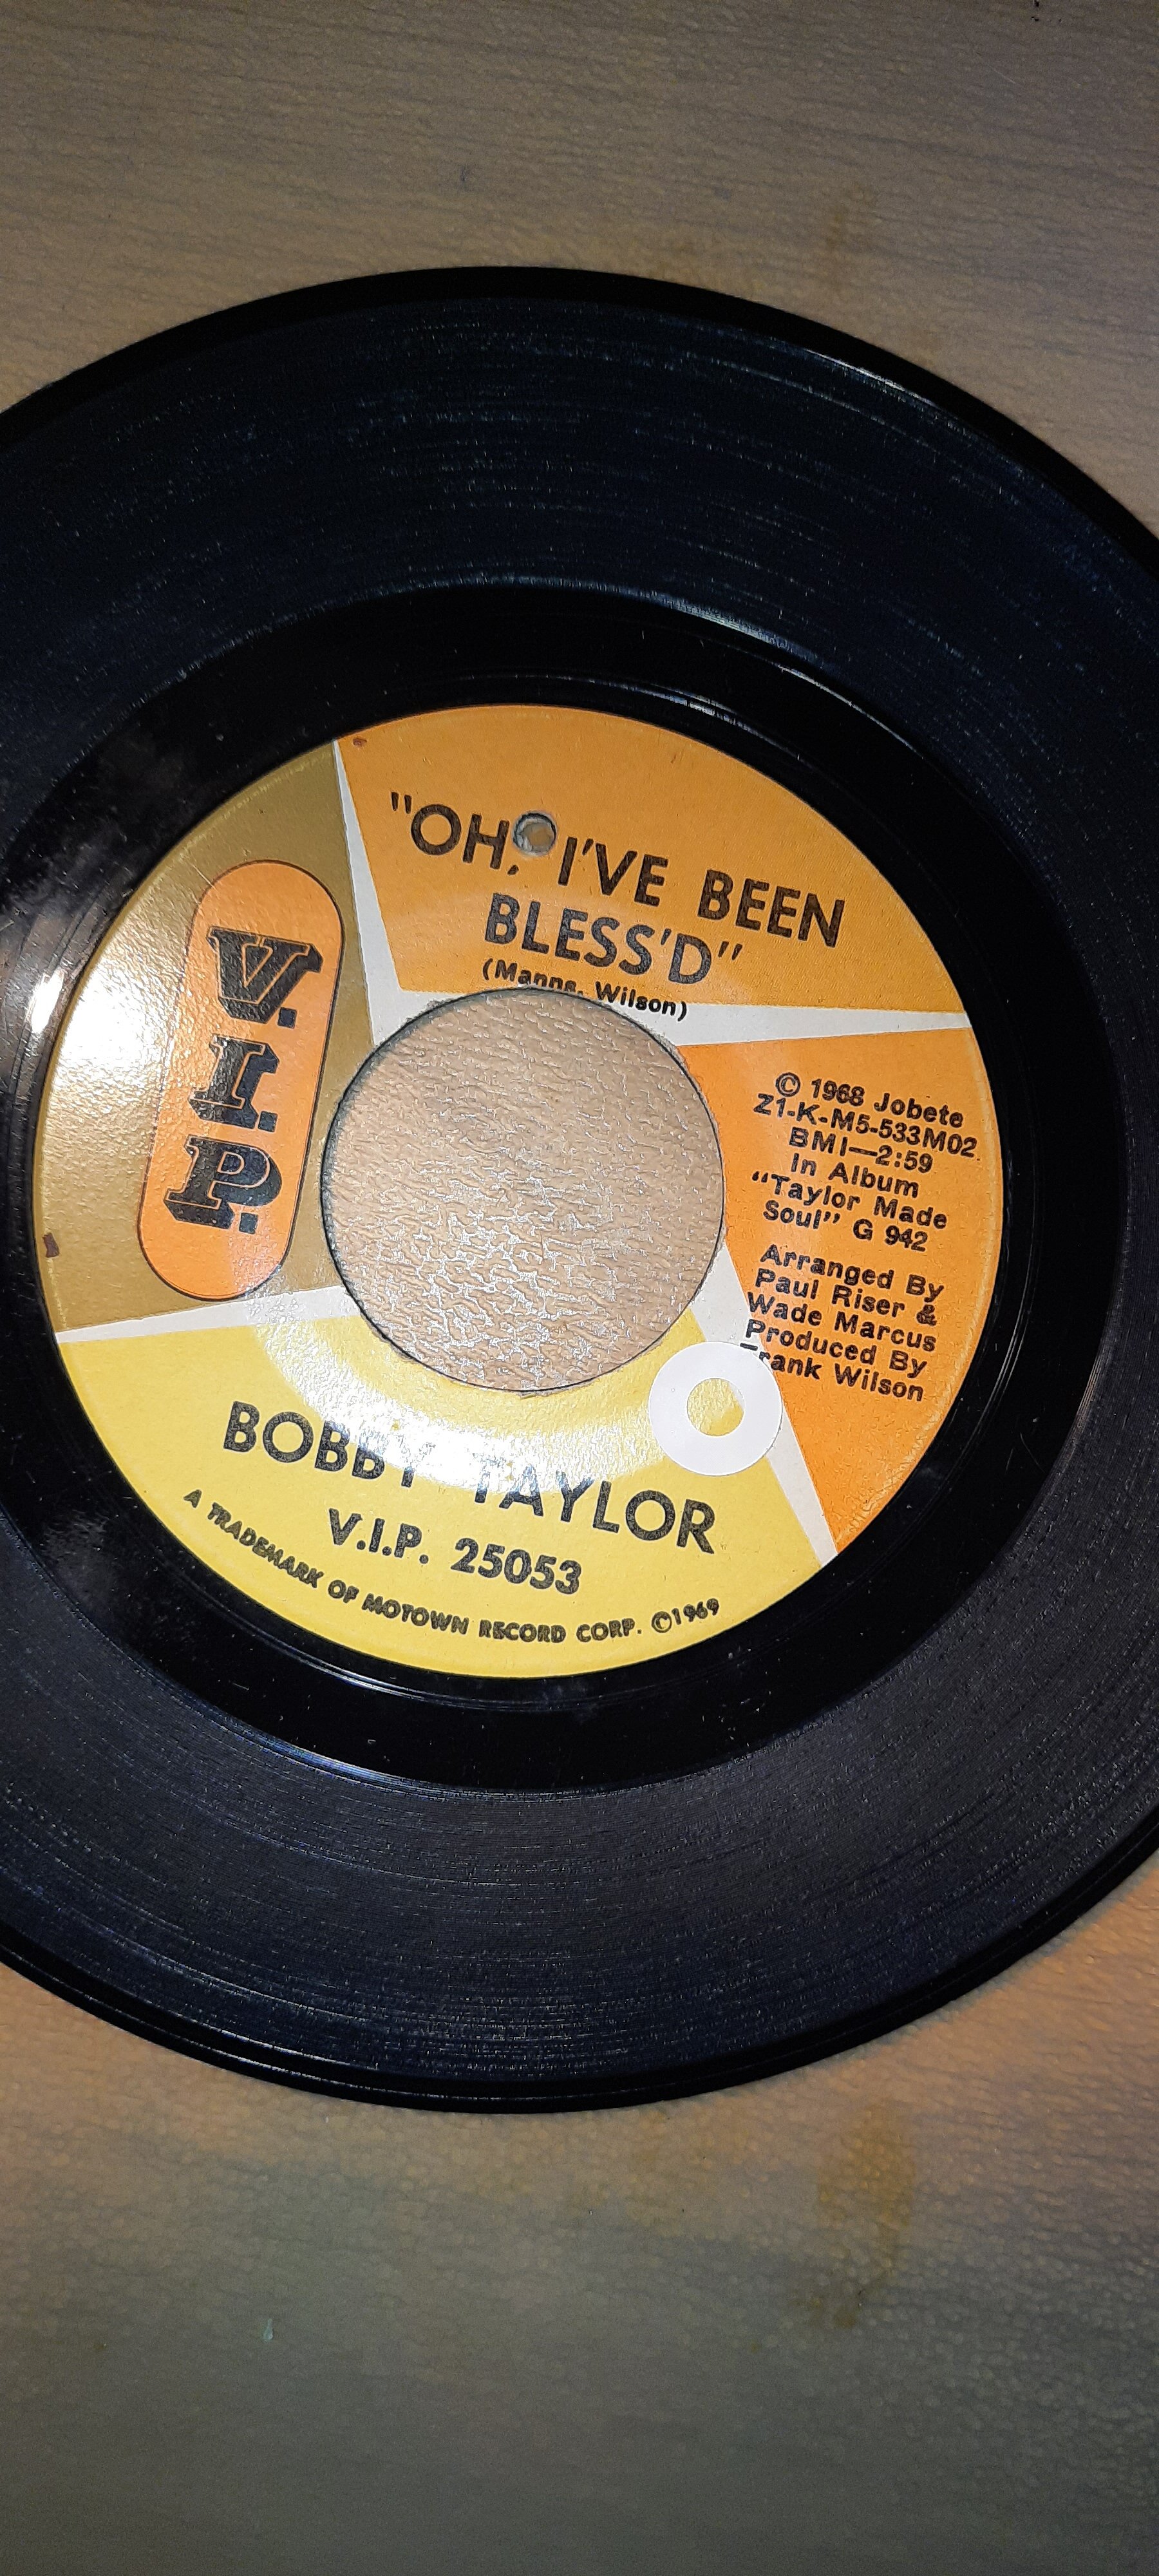 "OH, I'VE BEEN
BLESS'D"
(Manns, Wilson)
V.I.P.
© 1968 Jobete
Z1-K-M5-533M02
BMI—2:59
In Album
"Taylor Made
Soul" G 942
Arranged By
Paul Riser &
Wade Marcus
Produced By
Frank Wilson
BOBBY TAYLOR
V.I.P. 25053
A TRADEMARK OF MOTOWN RECORD CORP. ©1969